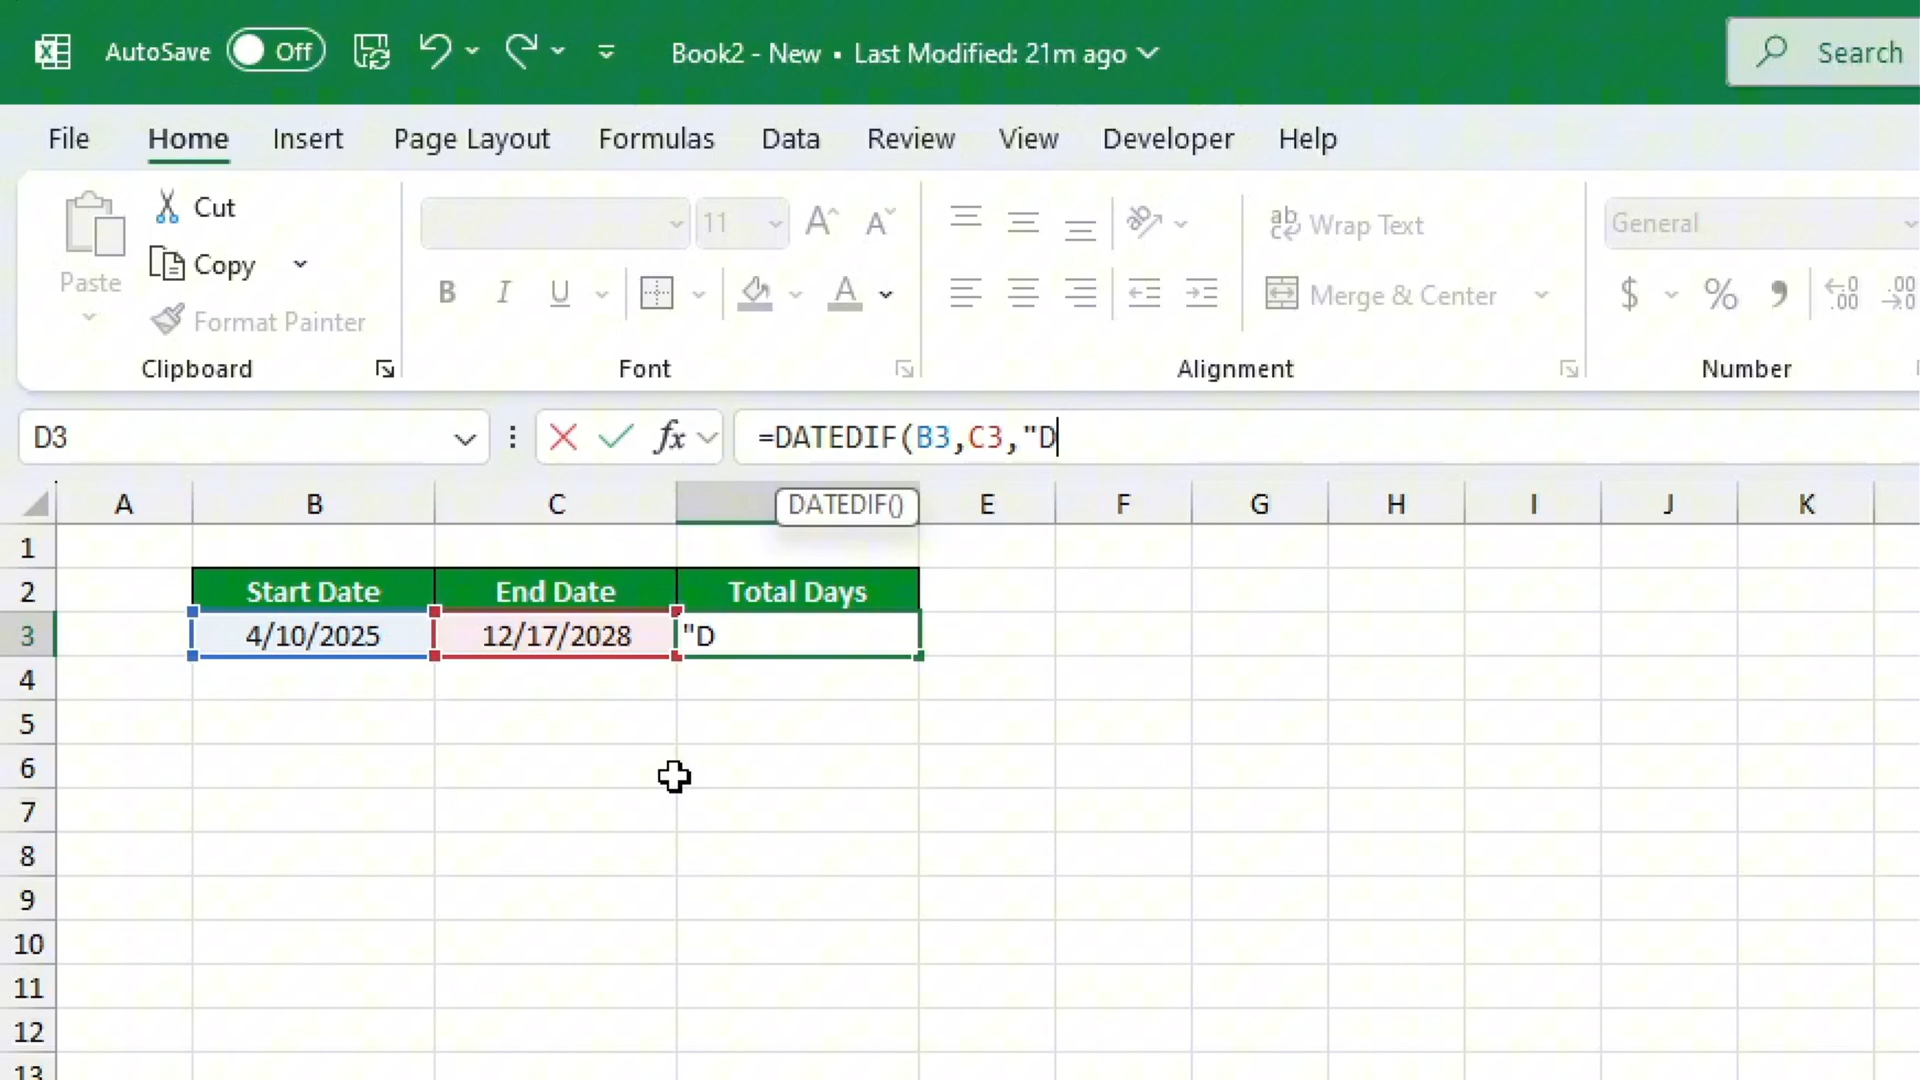 AutoSave Off Book2 - New • Last Modified: 21m ago Search
File Home Insert Page Layout Formulas Data Review View Developer Help
Paste
Cut
Copy
Format Painter
Clipboard
11
B I U
Font
Wrap Text
Merge & Center
Alignment
General
$ % 9
Number
D3 fx =DATEDIF(B3,C3,"D
DATEDIF()
A B C E F G H I J K
1
2 Start Date End Date Total Days
3 4/10/2025 12/17/2028 "D
4
5
6
7
8
9
10
11
12
13